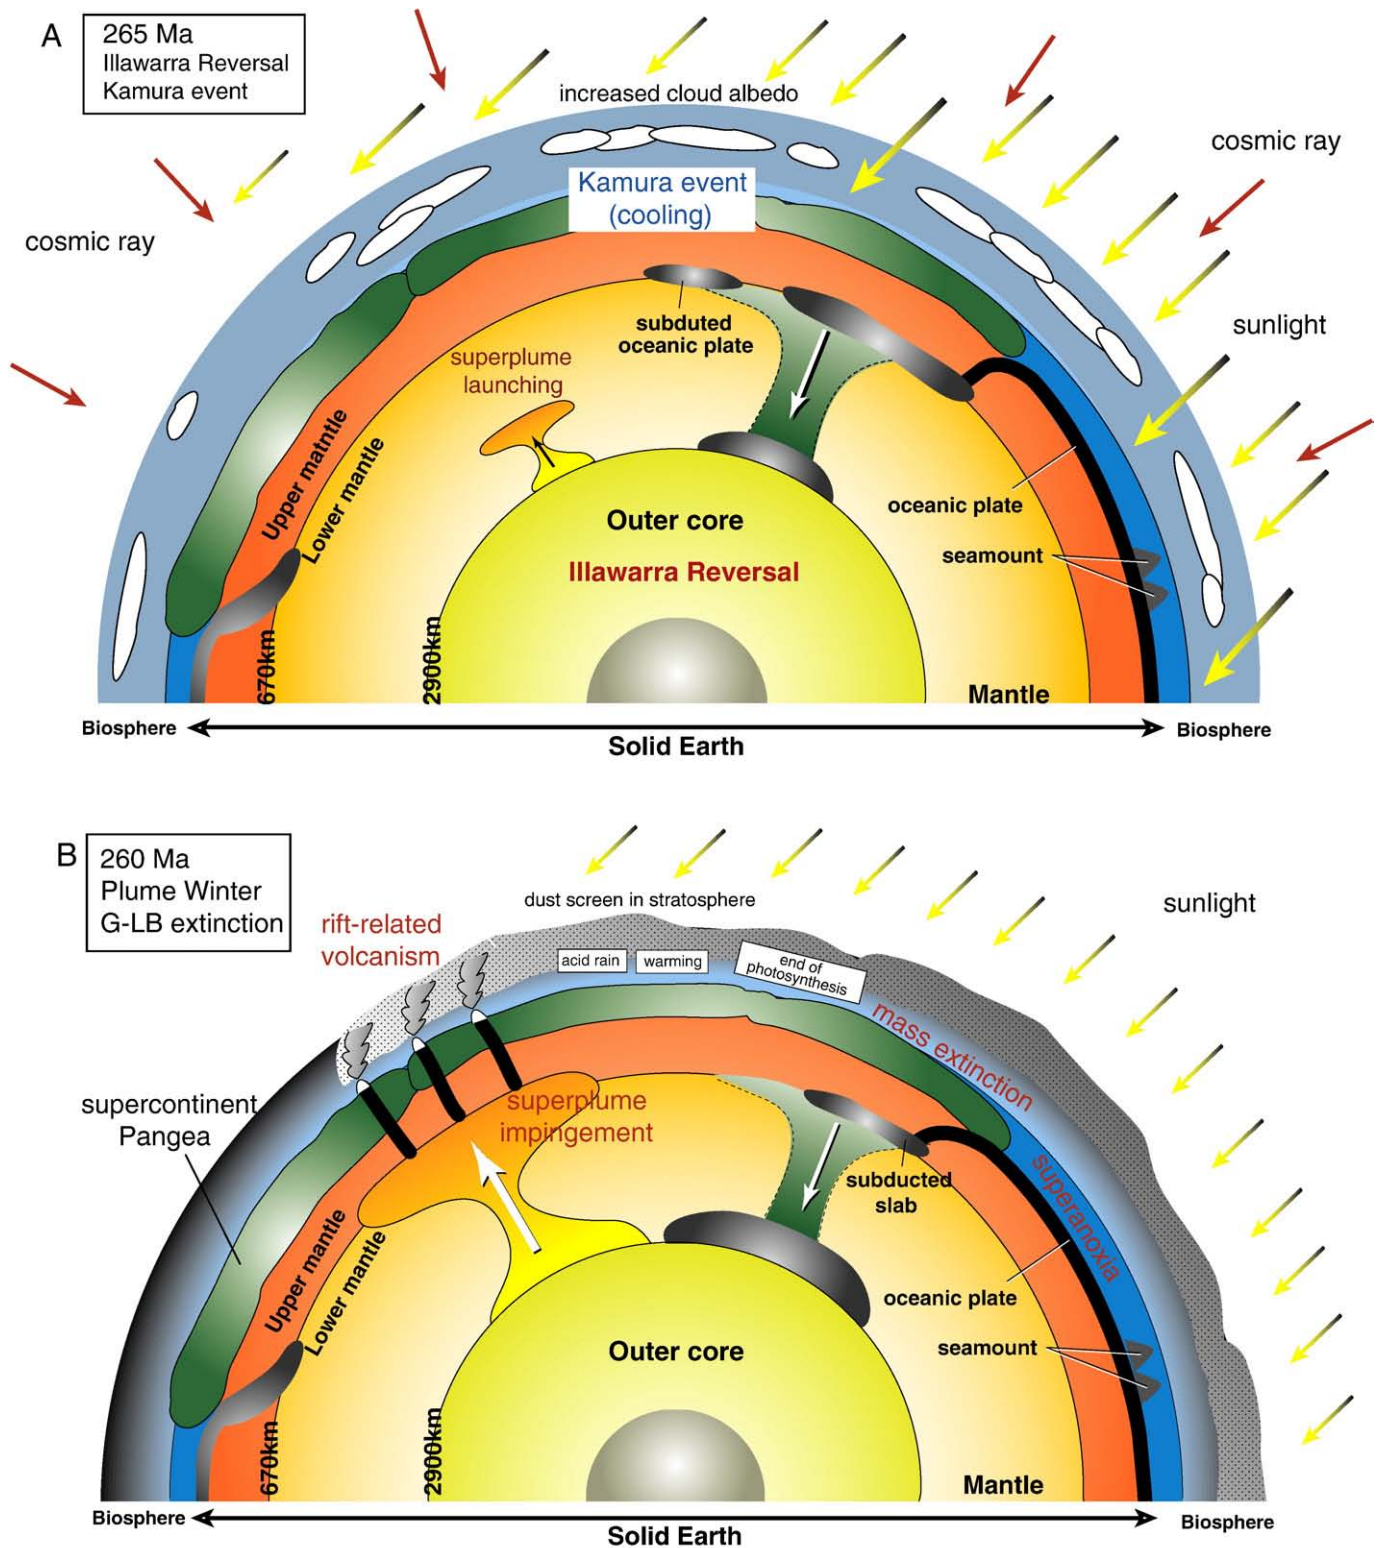 A
265 Ma
Illawarra Reversal
Kamura event
increased cloud albedo
cosmic ray
Kamura event
(cooling)
cosmic ray
sunlight
subduted
oceanic plate
superplume
launching
Upper matntle
Lower mantle
oceanic plate
Outer core
seamount
Illawarra Reversal
670km
2900km
Mantle
Biosphere
Solid Earth
Biosphere
B
260 Ma
Plume Winter
G-LB extinction
dust screen in stratosphere
sunlight
rift-related
volcanism
acid rain
warming
end of
photosynthesis
mass extinction
supercontinent
Pangea
superplume
impingement
subducted
slab
superanoxia
Upper mantle
Lower mantle
oceanic plate
Outer core
seamount
670km
2900km
Mantle
Biosphere
Solid Earth
Biosphere